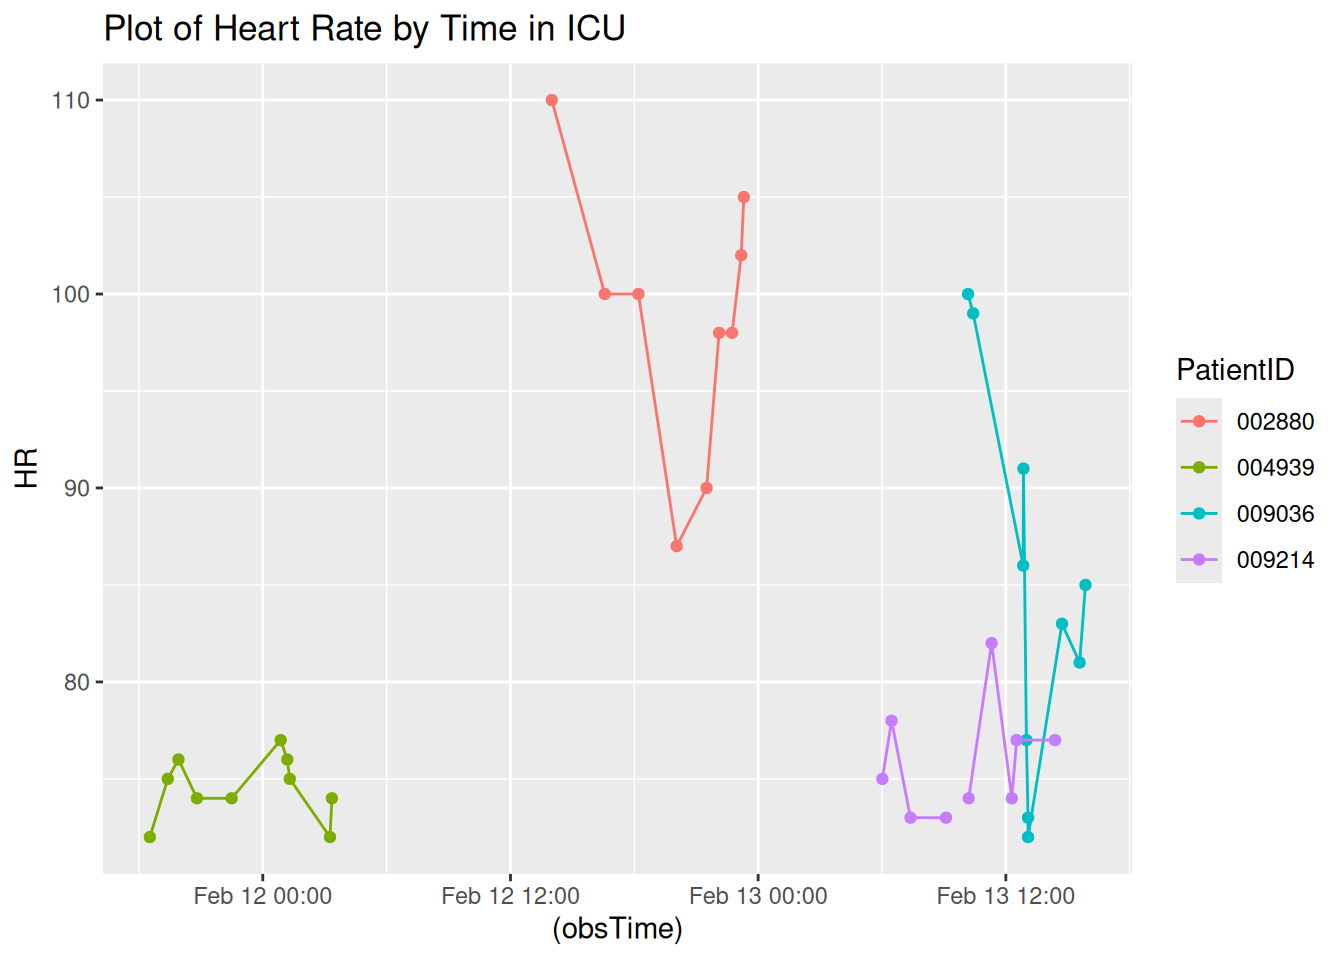 Plot of Heart Rate by Time in ICU
110
100
90
80
HR
Feb 12 00:00
Feb 12 12:00
Feb 13 00:00
Feb 13 12:00
(obsTime)
PatientID
002880
004939
009036
009214